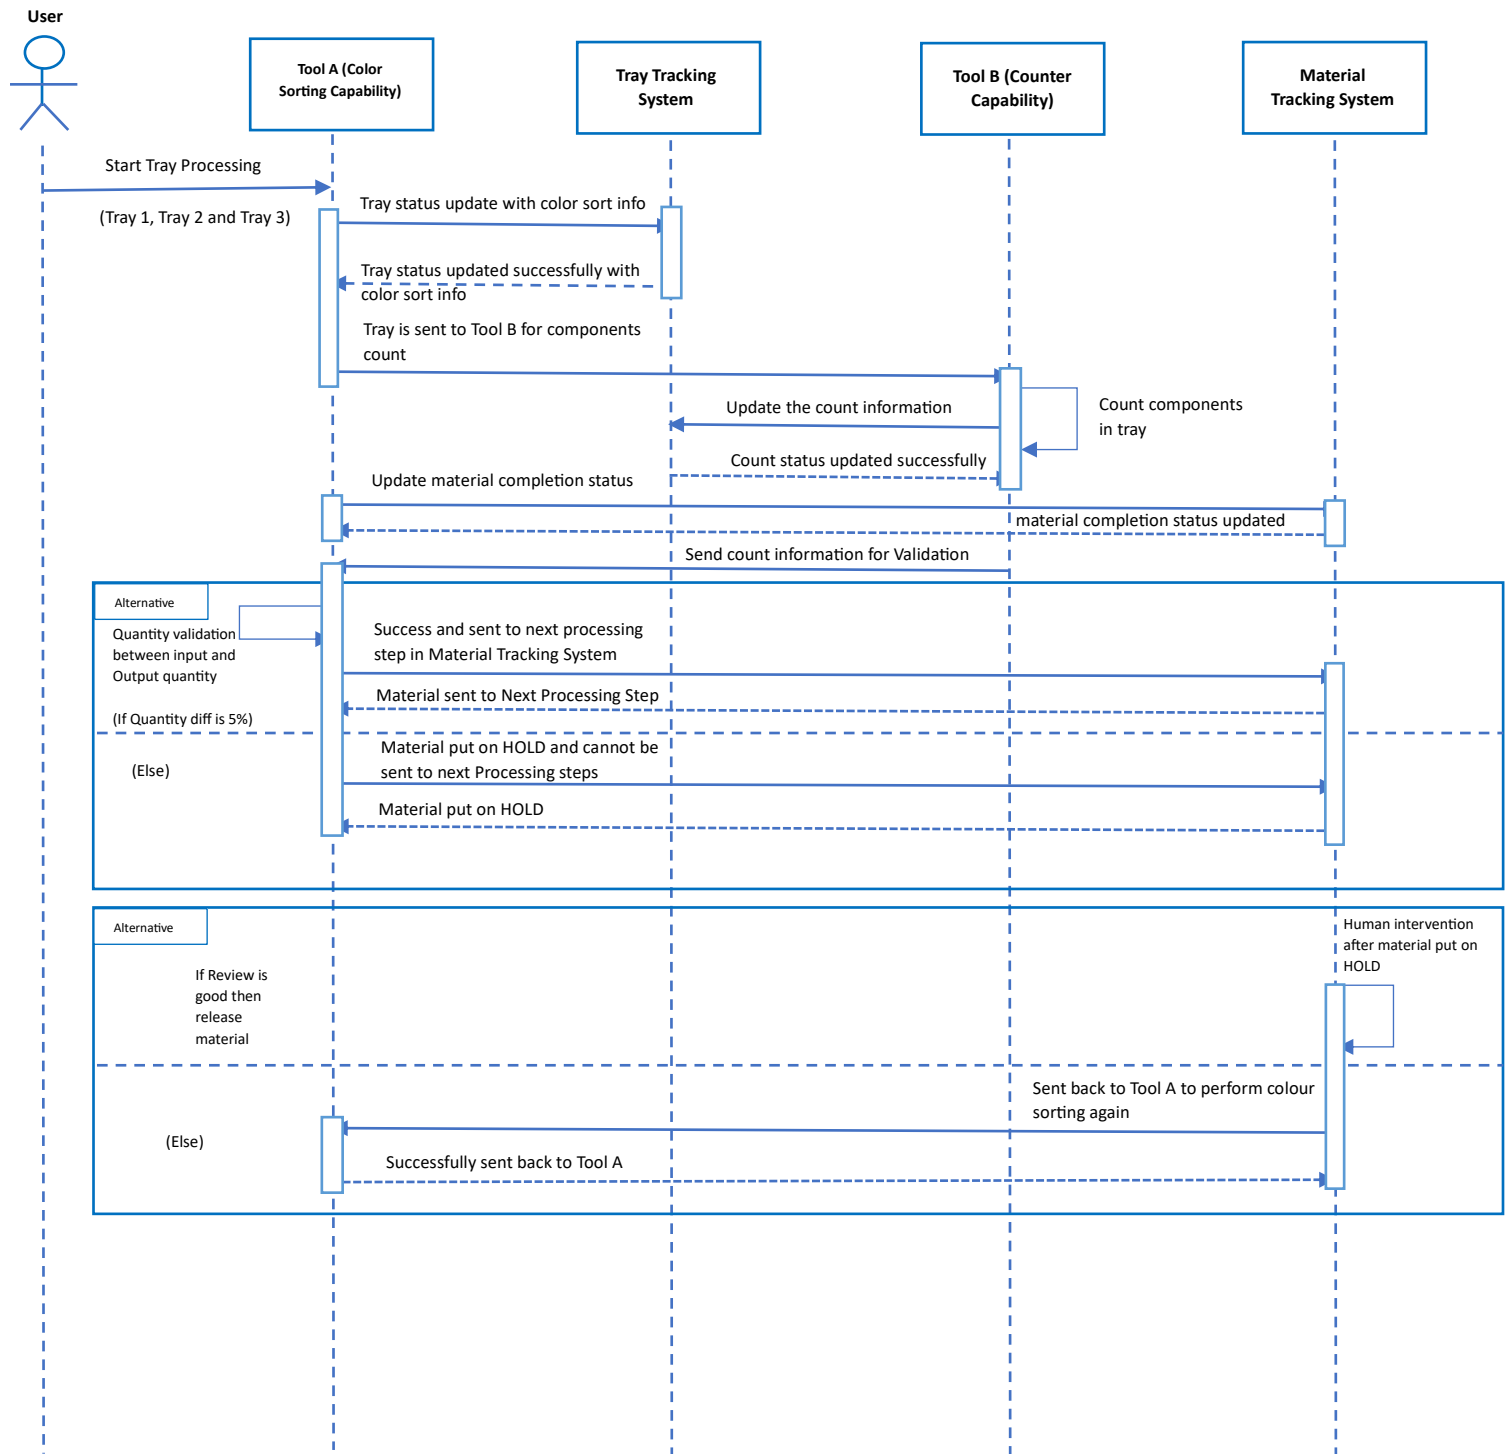 User
Tool A (Color
Sorting Capability)
Tray Tracking
System
Tool B (Counter
Capability)
Material
Tracking System
Start Tray Processing
(Tray 1, Tray 2 and Tray 3)
Tray status update with color sort info
Tray status updated successfully with
color sort info
Tray is sent to Tool B for components
count
Update the count information
Count components
in tray
Count status updated successfully
Update material completion status
material completion status updated
Send count information for Validation
Alternative
Quantity validation
between input and
Output quantity
(If Quantity diff is 5%)
Success and sent to next processing
step in Material Tracking System
Material sent to Next Processing Step
(Else)
Material put on HOLD and cannot be
sent to next Processing steps
Material put on HOLD
Alternative
Human intervention
after material put on
HOLD
If Review is
good then
release
material
Sent back to Tool A to perform colour
sorting again
(Else)
Successfully sent back to Tool A